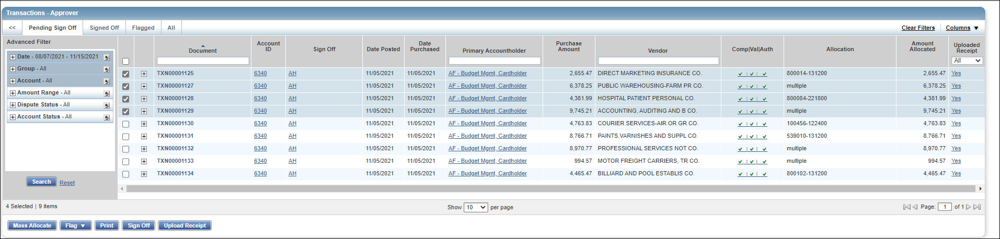 Transactions - Approver
<< Pending Sign Off Signed Off Flagged All Clear Filters Columns
Advanced Filter
Date - 08/07/2021 - 11/15/2021
Group - All
Account - All
Amount Range - All
Dispute Status - All
Account Status - All
Search Reset
Document Account ID Sign Off Date Posted Date Purchased Primary Accountholder Purchase Amount Vendor Comp|Val|Auth Allocation Amount Allocated Uploaded Receipt
All
TXN00001125 6340 AH 11/05/2021 11/05/2021 AF - Budget Mgmt, Cardholder 2,655.47 DIRECT MARKETING INSURANCE CO. 800014-131200 2,655.47 Yes
TXN00001127 6340 AH 11/05/2021 11/05/2021 AF - Budget Mgmt, Cardholder 6,378.25 PUBLIC WAREHOUSING-FARM PR CO. multiple 6,378.25 Yes
TXN00001128 6340 AH 11/05/2021 11/05/2021 AF - Budget Mgmt, Cardholder 4,381.99 HOSPITAL PATIENT PERSONAL CO. 800084-221800 4,381.99 Yes
TXN00001129 6340 AH 11/05/2021 11/05/2021 AF - Budget Mgmt, Cardholder 9,745.21 ACCOUNTING, AUDITING AND B CO. multiple 9,745.21 Yes
TXN00001130 6340 AH 11/05/2021 11/05/2021 AF - Budget Mgmt, Cardholder 4,763.83 COURIER SERVICES-AIR OR GR CO. 100456-122400 4,763.83 Yes
TXN00001131 6340 AH 11/05/2021 11/05/2021 AF - Budget Mgmt, Cardholder 8,766.71 PAINTS,VARNISHES AND SUPPL CO. 539010-131200 8,766.71 Yes
TXN00001132 6340 AH 11/05/2021 11/05/2021 AF - Budget Mgmt, Cardholder 8,970.77 PROFESSIONAL SERVICES NOT CO. multiple 8,970.77 Yes
TXN00001133 6340 AH 11/05/2021 11/05/2021 AF - Budget Mgmt, Cardholder 994.57 MOTOR FREIGHT CARRIERS, TR CO. multiple 994.57 Yes
TXN00001134 6340 AH 11/05/2021 11/05/2021 AF - Budget Mgmt, Cardholder 4,465.47 BILLIARD AND POOL ESTABLIS CO. 800102-131200 4,465.47 Yes
4 Selected | 9 items Show 10 per page Page: 1 of 1
Mass Allocate Flag Print Sign Off Upload Receipt